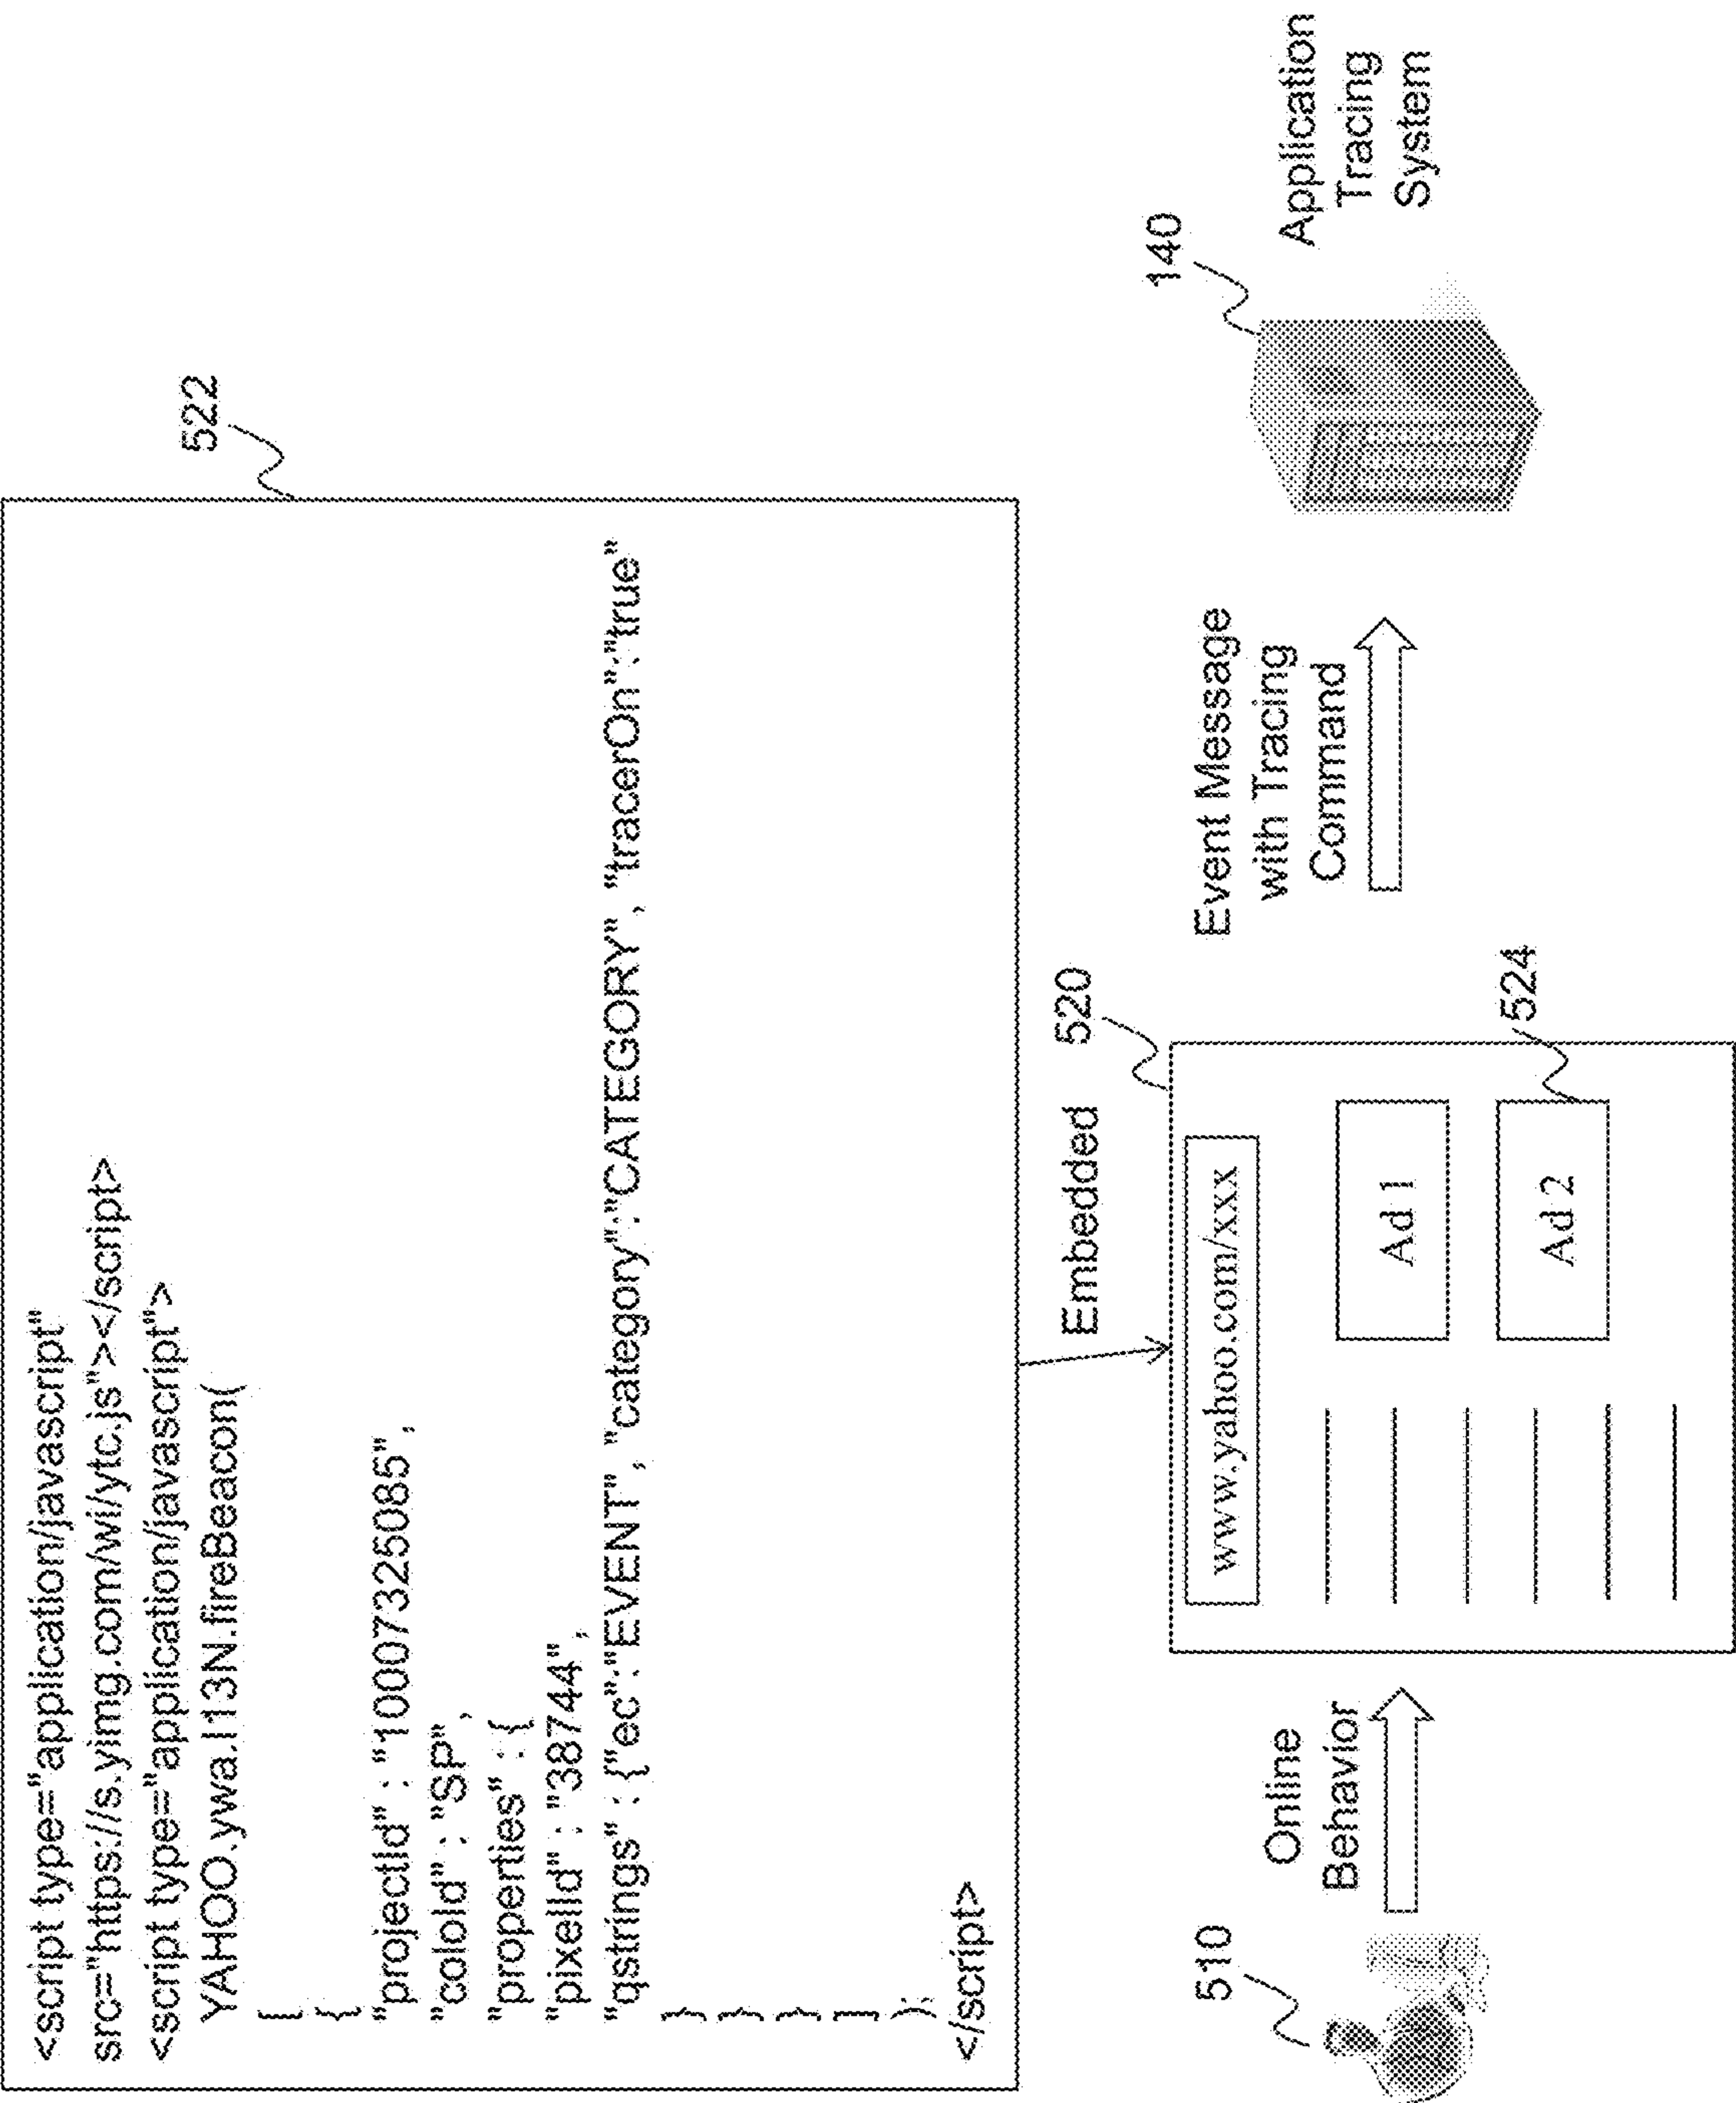 <script type="application/javascript"
src="https://s.yimg.com/wi/ytc.js"></script>
<script type="application/javascript">
YAHOO.ywa.I13N.fireBeacon(
[
{
"projectId" : "10007325085",
"coloId" : "SP",
"properties" : {
"pixelId" : "38744",
"qstrings" : {"ec":"EVENT", "category":"CATEGORY", "tracerOn":"true"
}
}
}
]
);
</script>
522
Embedded
520
510
Online
Behavior
www.yahoo.com/xxx
Ad 1
Ad 2
524
Event Message
with Tracing
Command
140
Application
Tracing
System